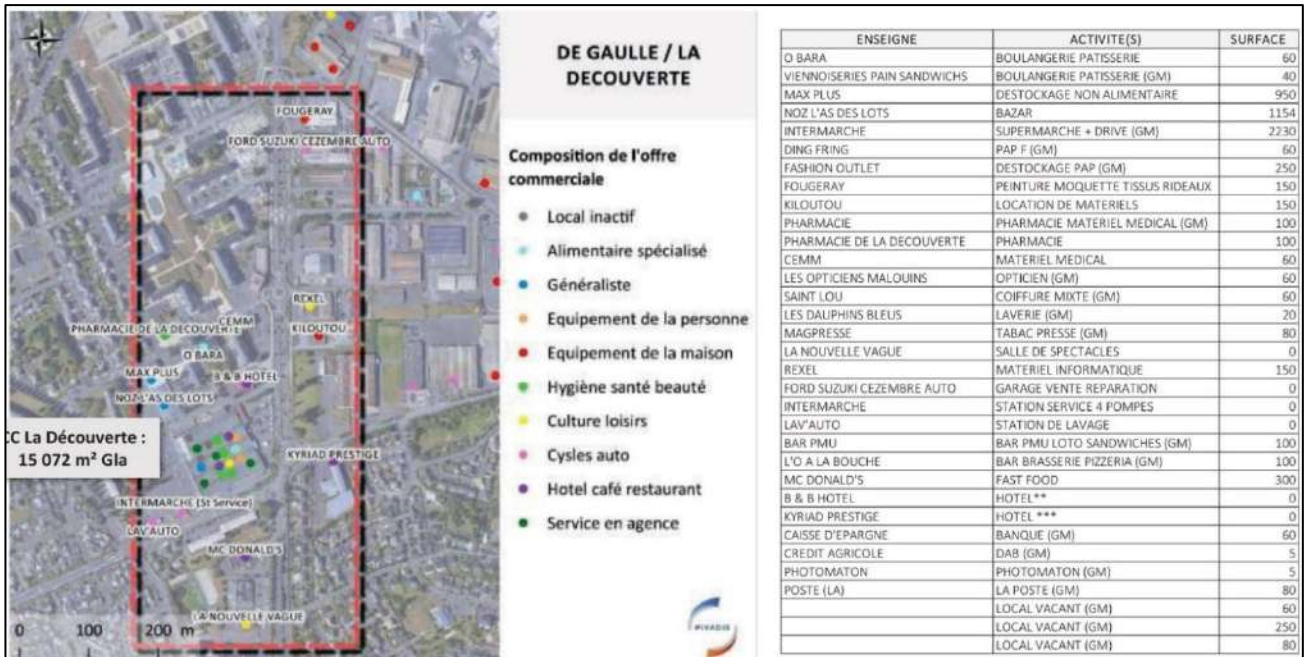 DE GAULLE / LA
DECOUVERTE
Composition de l'offre
commerciale
Local inactif
Alimentaire spécialisé
Généraliste
Equipement de la personne
Equipement de la maison
Hygiène santé beauté
Culture loisirs
Cysles auto
Hotel café restaurant
Service en agence
PIVADIS
FOUGERAY
FORD SUZUKI CEZEMBRE AUTO
REXEL
KILOUTOU
CEMM
PHARMACIE DE LA DECOUVERTE
O BARA
MAX PLUS
B & B HOTEL
NOZ L'AS DES LOTS
CC La Découverte :
15 072 m² Gla
KYRIAD PRESTIGE
INTERMARCHE (St Service)
LAV'AUTO
MC DONALD'S
LA NOUVELLE VAGUE
0 100 200 m
ENSEIGNE ACTIVITE(S) SURFACE
O BARA BOULANGERIE PATISSERIE 60
VIENNOISERIES PAIN SANDWICHS BOULANGERIE PATISSERIE (GM) 40
MAX PLUS DESTOCKAGE NON ALIMENTAIRE 950
NOZ L'AS DES LOTS BAZAR 1154
INTERMARCHE SUPERMARCHE + DRIVE (GM) 2230
DING FRING PAP F (GM) 60
FASHION OUTLET DESTOCKAGE PAP (GM) 250
FOUGERAY PEINTURE MOQUETTE TISSUS RIDEAUX 150
KILOUTOU LOCATION DE MATERIELS 150
PHARMACIE PHARMACIE MATERIEL MEDICAL (GM) 100
PHARMACIE DE LA DECOUVERTE PHARMACIE 100
CEMM MATERIEL MEDICAL 60
LES OPTICIENS MALOUINS OPTICIEN (GM) 60
SAINT LOU COIFFURE MIXTE (GM) 60
LES DAUPHINS BLEUS LAVERIE (GM) 20
MAGPRESSE TABAC PRESSE (GM) 80
LA NOUVELLE VAGUE SALLE DE SPECTACLES 0
REXEL MATERIEL INFORMATIQUE 150
FORD SUZUKI CEZEMBRE AUTO GARAGE VENTE REPARATION 0
INTERMARCHE STATION SERVICE 4 POMPES 0
LAV'AUTO STATION DE LAVAGE 0
BAR PMU BAR PMU LOTO SANDWICHES (GM) 100
L'O A LA BOUCHE BAR BRASSERIE PIZZERIA (GM) 100
MC DONALD'S FAST FOOD 300
B & B HOTEL HOTEL** 0
KYRIAD PRESTIGE HOTEL *** 0
CAISSE D'EPARGNE BANQUE (GM) 60
CREDIT AGRICOLE DAB (GM) 5
PHOTOMATON PHOTOMATON (GM) 5
POSTE (LA) LA POSTE (GM) 80
LOCAL VACANT (GM) 60
LOCAL VACANT (GM) 250
LOCAL VACANT (GM) 80